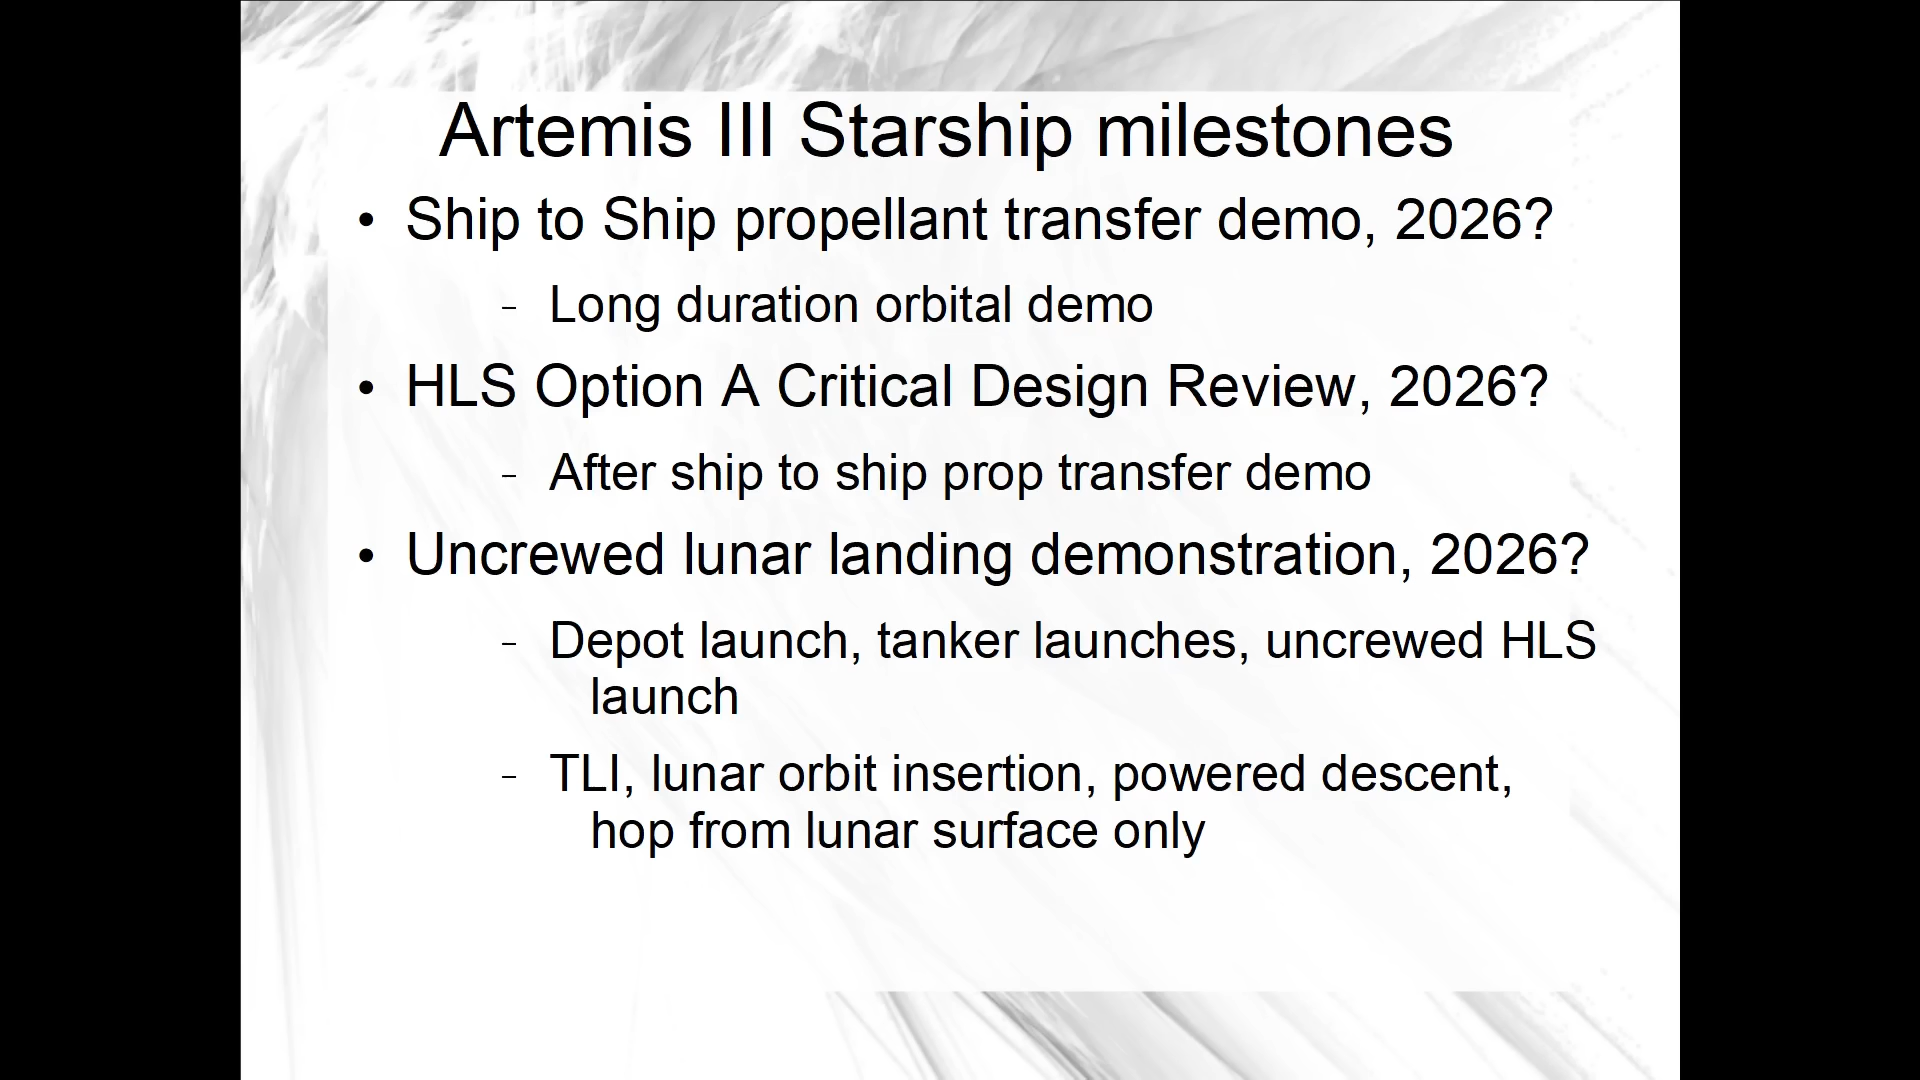 Artemis III Starship milestones
• Ship to Ship propellant transfer demo, 2026?
– Long duration orbital demo
• HLS Option A Critical Design Review, 2026?
– After ship to ship prop transfer demo
• Uncrewed lunar landing demonstration, 2026?
– Depot launch, tanker launches, uncrewed HLS
launch
– TLI, lunar orbit insertion, powered descent,
hop from lunar surface only